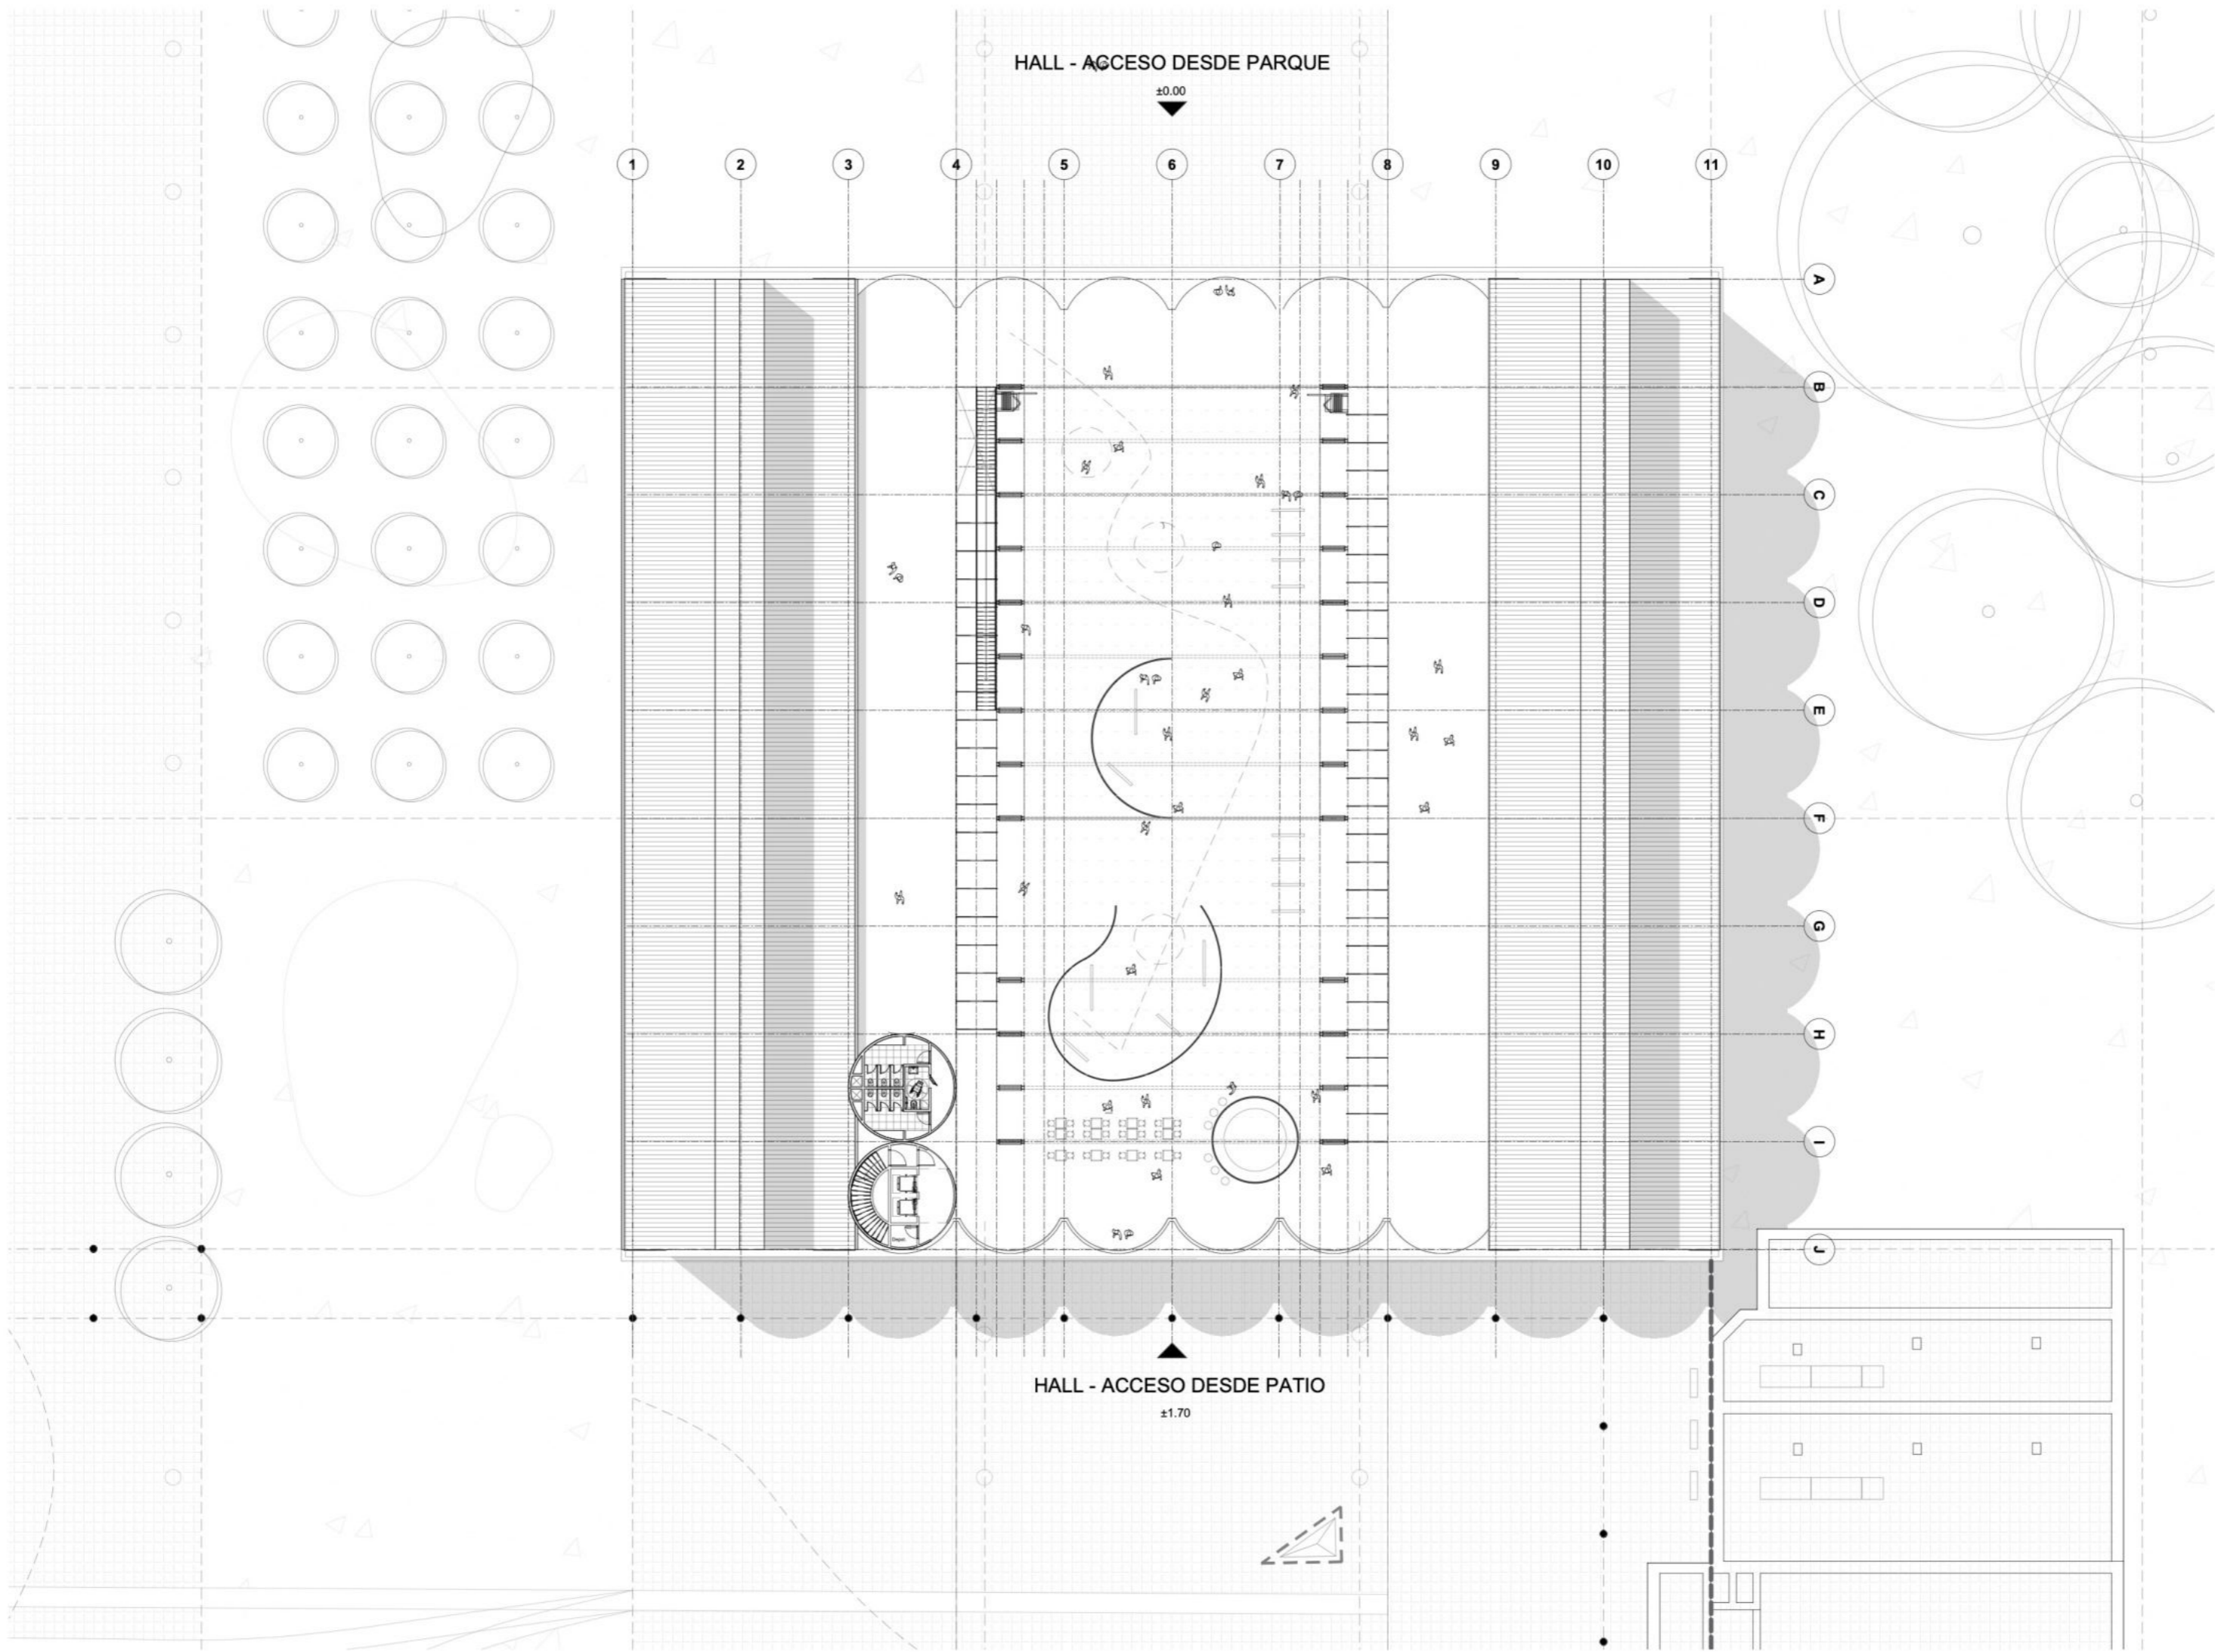 HALL - ACCESO DESDE PARQUE
±0.00
1 2 3 4 5 6 7 8 9 10 11
A
B
C
D
E
F
G
H
I
Depot.
J
HALL - ACCESO DESDE PATIO
±1.70